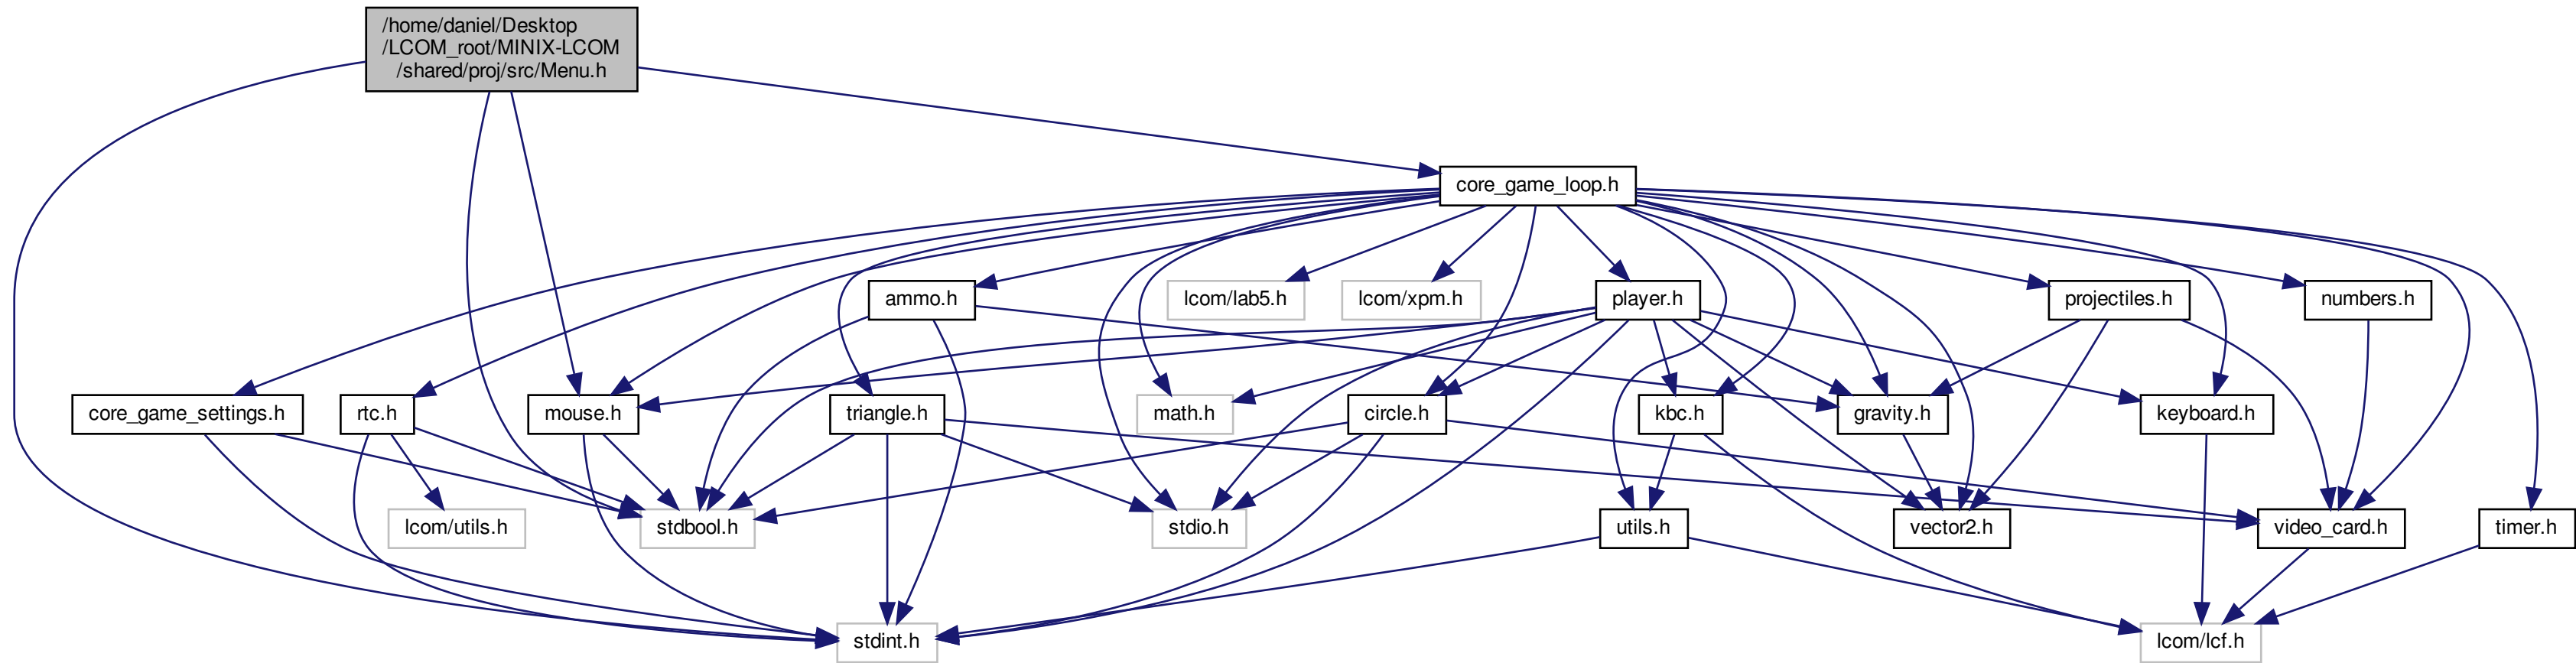 /home/daniel/Desktop
/LCOM_root/MINIX-LCOM
/shared/proj/src/Menu.h
core_game_loop.h
ammo.h
lcom/lab5.h
lcom/xpm.h
player.h
projectiles.h
numbers.h
core_game_settings.h
rtc.h
mouse.h
triangle.h
math.h
circle.h
kbc.h
gravity.h
keyboard.h
lcom/utils.h
stdbool.h
stdio.h
utils.h
vector2.h
video_card.h
timer.h
stdint.h
lcom/lcf.h